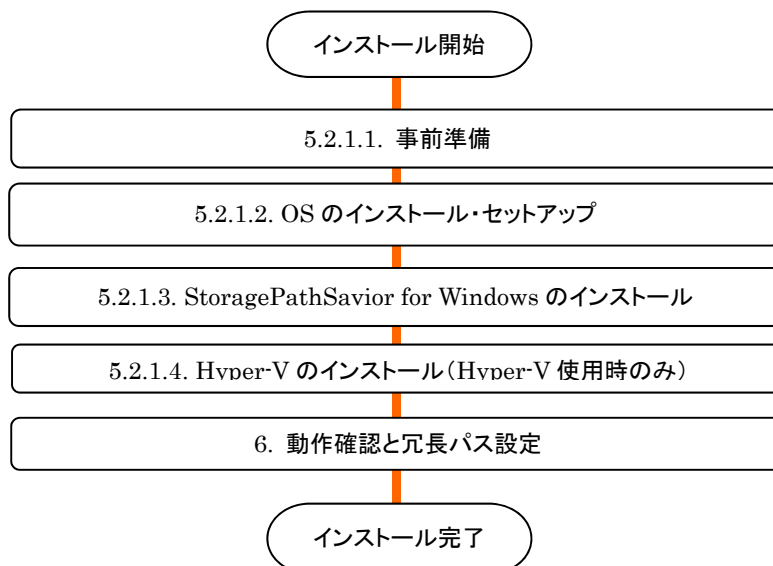 インストール開始
5.2.1.1. 事前準備
5.2.1.2. OS のインストール・セットアップ
5.2.1.3. StoragePathSavior for Windows のインストール
5.2.1.4. Hyper-V のインストール(Hyper-V 使用時のみ)
6. 動作確認と冗長パス設定
インストール完了